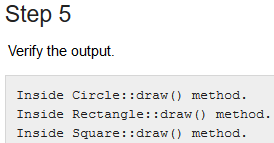 Step 5
Verify the output.
Inside Circle::draw() method.
Inside Rectangle::draw() method.
Inside Square::draw() method.